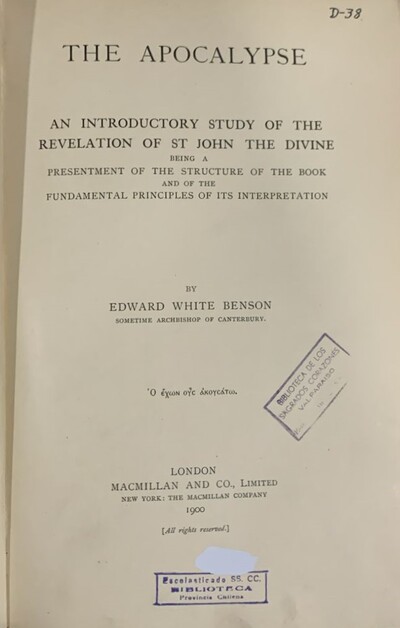 D-38
THE APOCALYPSE
AN INTRODUCTORY STUDY OF THE
REVELATION OF ST JOHN THE DIVINE
BEING A
PRESENTMENT OF THE STRUCTURE OF THE BOOK
AND OF THE
FUNDAMENTAL PRINCIPLES OF ITS INTERPRETATION
BY
EDWARD WHITE BENSON
SOMETIME ARCHBISHOP OF CANTERBURY.
Ὁ ἔχων οὖς ἀκουσάτω.
BIBLIOTECA DE LOS
SAGRADOS CORAZONES
VALPARAISO
LONDON
MACMILLAN AND CO., LIMITED
NEW YORK: THE MACMILLAN COMPANY
1900
[All rights reserved.]
Escolasticado SS. CC.
BIBLIOTECA
Provincia Chilena